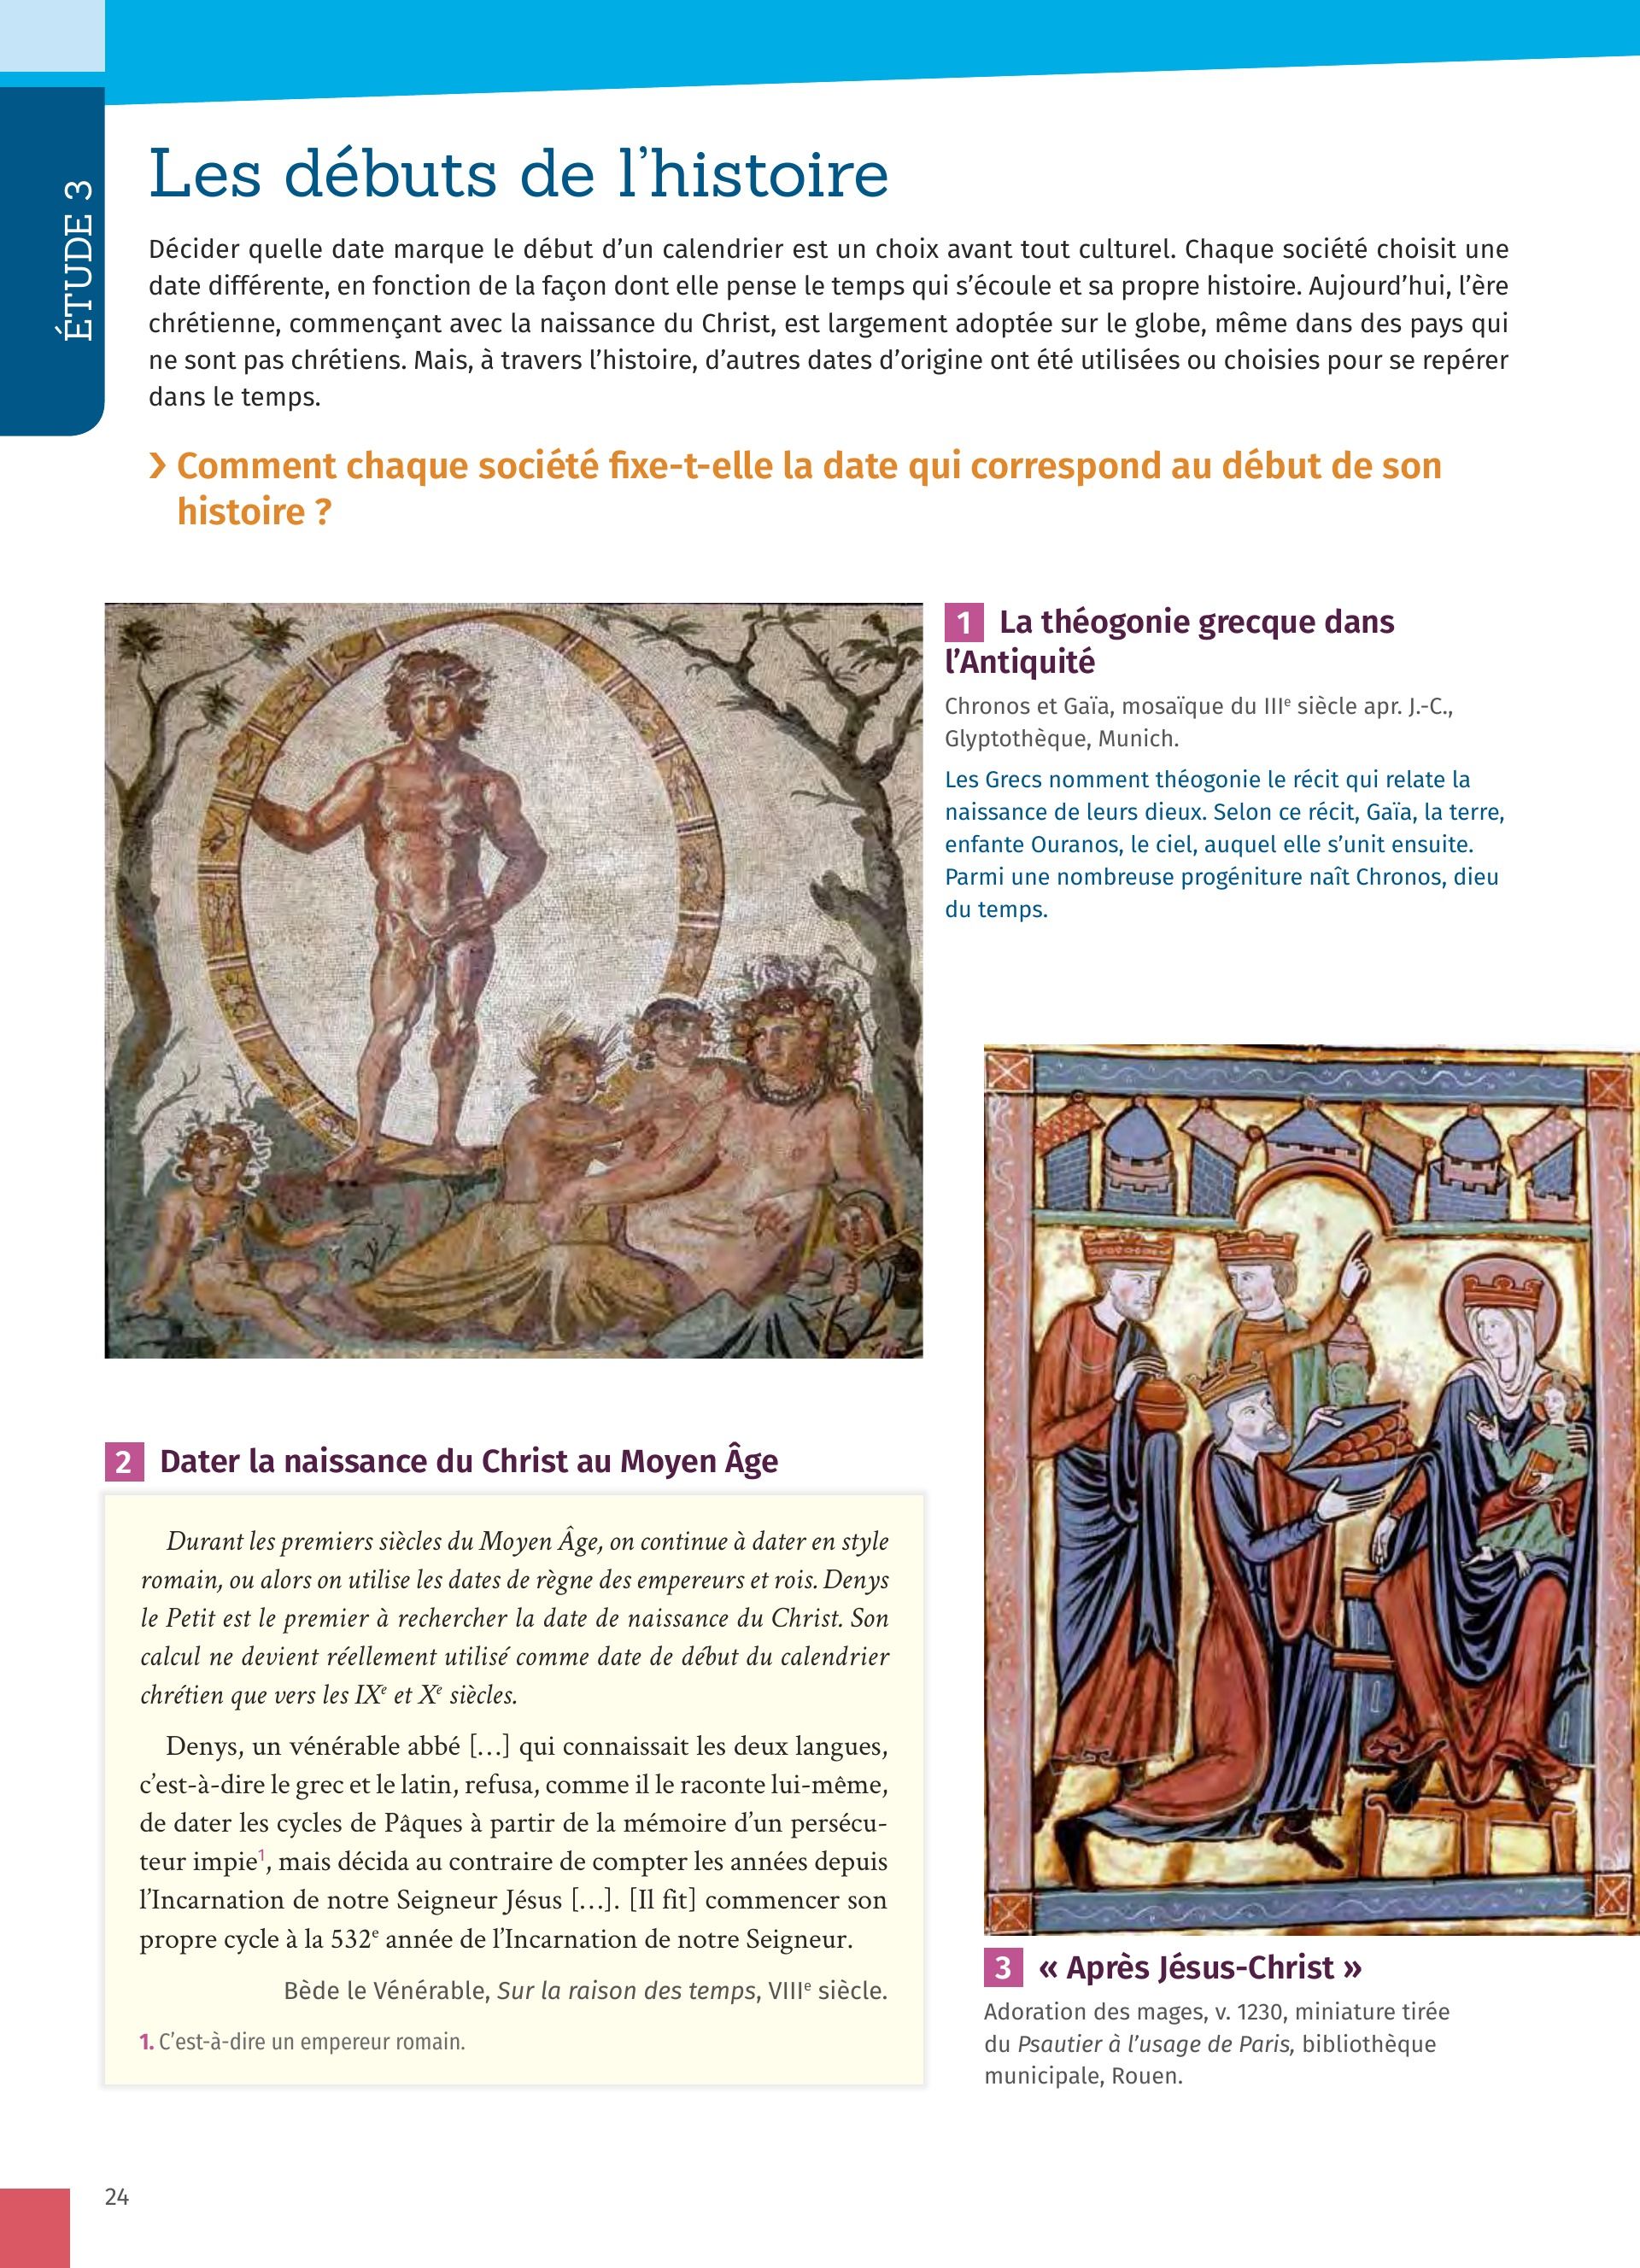 ÉTUDE 3
Les débuts de l’histoire
Décider quelle date marque le début d’un calendrier est un choix avant tout culturel. Chaque société choisit une
date différente, en fonction de la façon dont elle pense le temps qui s’écoule et sa propre histoire. Aujourd’hui, l’ère
chrétienne, commençant avec la naissance du Christ, est largement adoptée sur le globe, même dans des pays qui
ne sont pas chrétiens. Mais, à travers l’histoire, d’autres dates d’origine ont été utilisées ou choisies pour se repérer
dans le temps.
› Comment chaque société fixe-t-elle la date qui correspond au début de son
histoire ?
1 La théogonie grecque dans
l’Antiquité
Chronos et Gaïa, mosaïque du IIIe siècle apr. J.-C.,
Glyptothèque, Munich.
Les Grecs nomment théogonie le récit qui relate la
naissance de leurs dieux. Selon ce récit, Gaïa, la terre,
enfante Ouranos, le ciel, auquel elle s’unit ensuite.
Parmi une nombreuse progéniture naît Chronos, dieu
du temps.
2 Dater la naissance du Christ au Moyen Âge
Durant les premiers siècles du Moyen Âge, on continue à dater en style
romain, ou alors on utilise les dates de règne des empereurs et rois. Denys
le Petit est le premier à rechercher la date de naissance du Christ. Son
calcul ne devient réellement utilisé comme date de début du calendrier
chrétien que vers les IXe et Xe siècles.
Denys, un vénérable abbé […] qui connaissait les deux langues,
c’est-à-dire le grec et le latin, refusa, comme il le raconte lui-même,
de dater les cycles de Pâques à partir de la mémoire d’un persécu-
teur impie1, mais décida au contraire de compter les années depuis
l’Incarnation de notre Seigneur Jésus […]. [Il fit] commencer son
propre cycle à la 532e année de l’Incarnation de notre Seigneur.
Bède le Vénérable, Sur la raison des temps, VIIIe siècle.
1. C’est-à-dire un empereur romain.
3 « Après Jésus-Christ »
Adoration des mages, v. 1230, miniature tirée
du Psautier à l’usage de Paris, bibliothèque
municipale, Rouen.
24